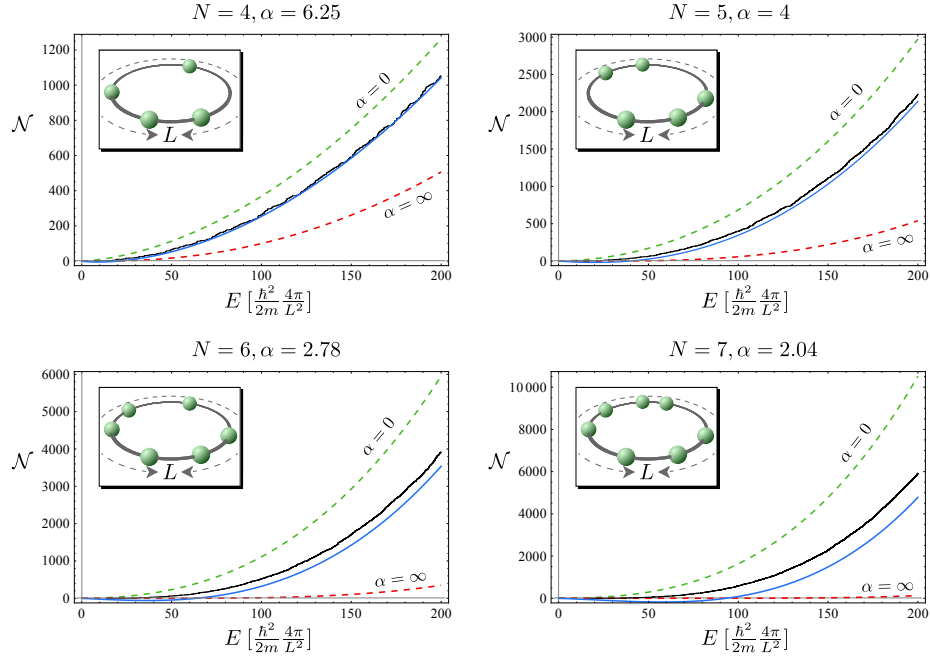 N = 4, α = 6.25
𝒩
1200
1000
800
600
400
200
0
α = 0
α = ∞
L
0 50 100 150 200
E [ħ²/2m 4π/L²]
N = 5, α = 4
𝒩
3000
2500
2000
1500
1000
500
0
α = 0
α = ∞
L
0 50 100 150 200
E [ħ²/2m 4π/L²]
N = 6, α = 2.78
𝒩
6000
5000
4000
3000
2000
1000
0
α = 0
α = ∞
L
0 50 100 150 200
E [ħ²/2m 4π/L²]
N = 7, α = 2.04
𝒩
10 000
8000
6000
4000
2000
0
α = 0
α = ∞
L
0 50 100 150 200
E [ħ²/2m 4π/L²]